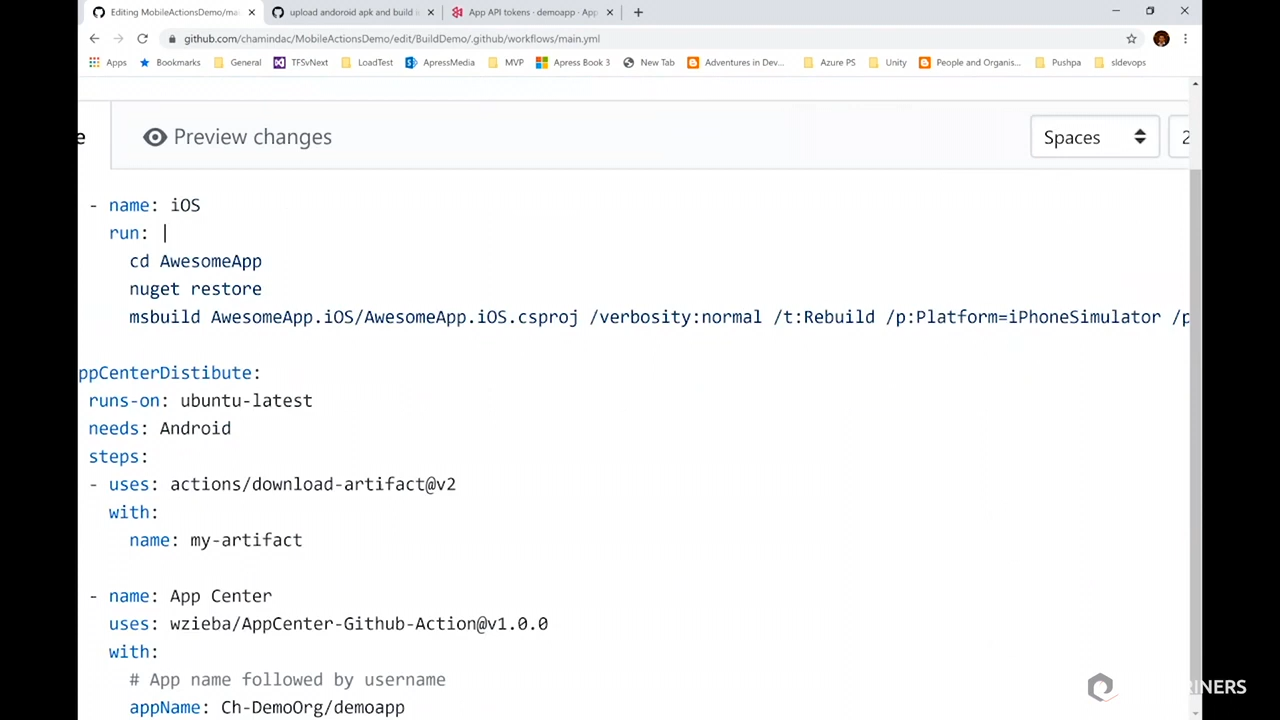 Editing MobileActionsDemo/ma
upload andoroid apk and build i
App API tokens · demoapp · App
github.com/chamindac/MobileActionsDemo/edit/BuildDemo/.github/workflows/main.yml
Apps
Bookmarks
General
TFSvNext
LoadTest
ApressMedia
MVP
Apress Book 3
New Tab
Adventures in Dev...
Azure PS
Unity
People and Organis...
Pushpa
sldevops
e
Preview changes
Spaces
2
- name: iOS
run: |
cd AwesomeApp
nuget restore
msbuild AwesomeApp.iOS/AwesomeApp.iOS.csproj /verbosity:normal /t:Rebuild /p:Platform=iPhoneSimulator /p
ppCenterDistibute:
runs-on: ubuntu-latest
needs: Android
steps:
- uses: actions/download-artifact@v2
with:
name: my-artifact
- name: App Center
uses: wzieba/AppCenter-Github-Action@v1.0.0
with:
# App name followed by username
appName: Ch-DemoOrg/demoapp
RINERS